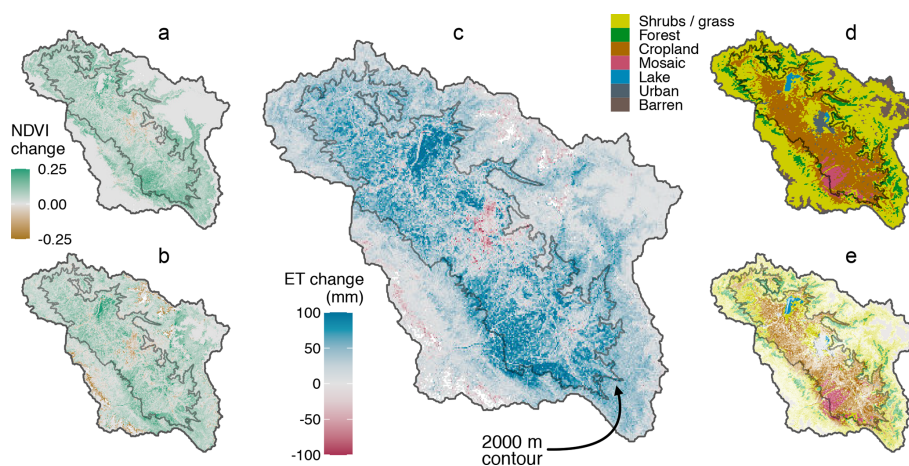 a
NDVI
change
0.25
0.00
-0.25
b
c
ET change
(mm)
100
50
0
-50
-100
2000 m
contour
Shrubs / grass
Forest
Cropland
Mosaic
Lake
Urban
Barren
d
e